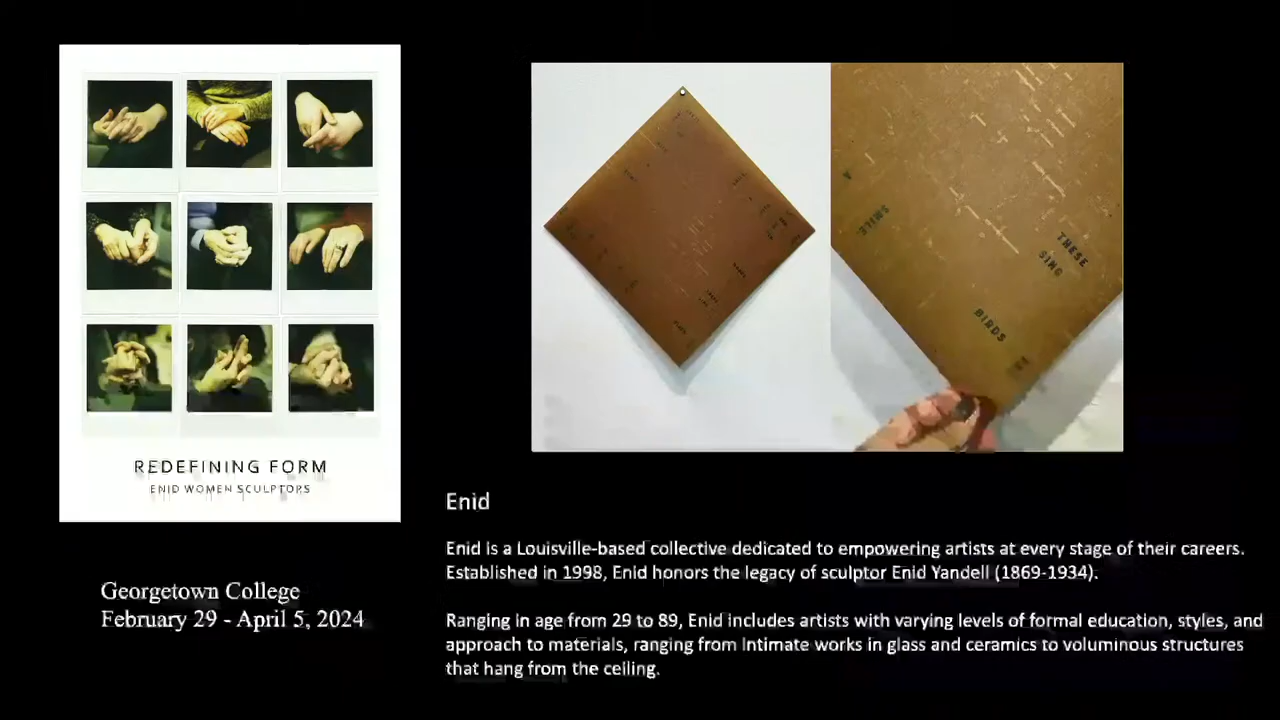 REDEFINING FORM
ENID WOMEN SCULPTORS
Georgetown College
February 29 - April 5, 2024
A
SMILE
THESE
SING
BIRDS
Enid
Enid is a Louisville-based collective dedicated to empowering artists at every stage of their careers.
Established in 1998, Enid honors the legacy of sculptor Enid Yandell (1869-1934).
Ranging in age from 29 to 89, Enid includes artists with varying levels of formal education, styles, and
approach to materials, ranging from intimate works in glass and ceramics to voluminous structures
that hang from the ceiling.